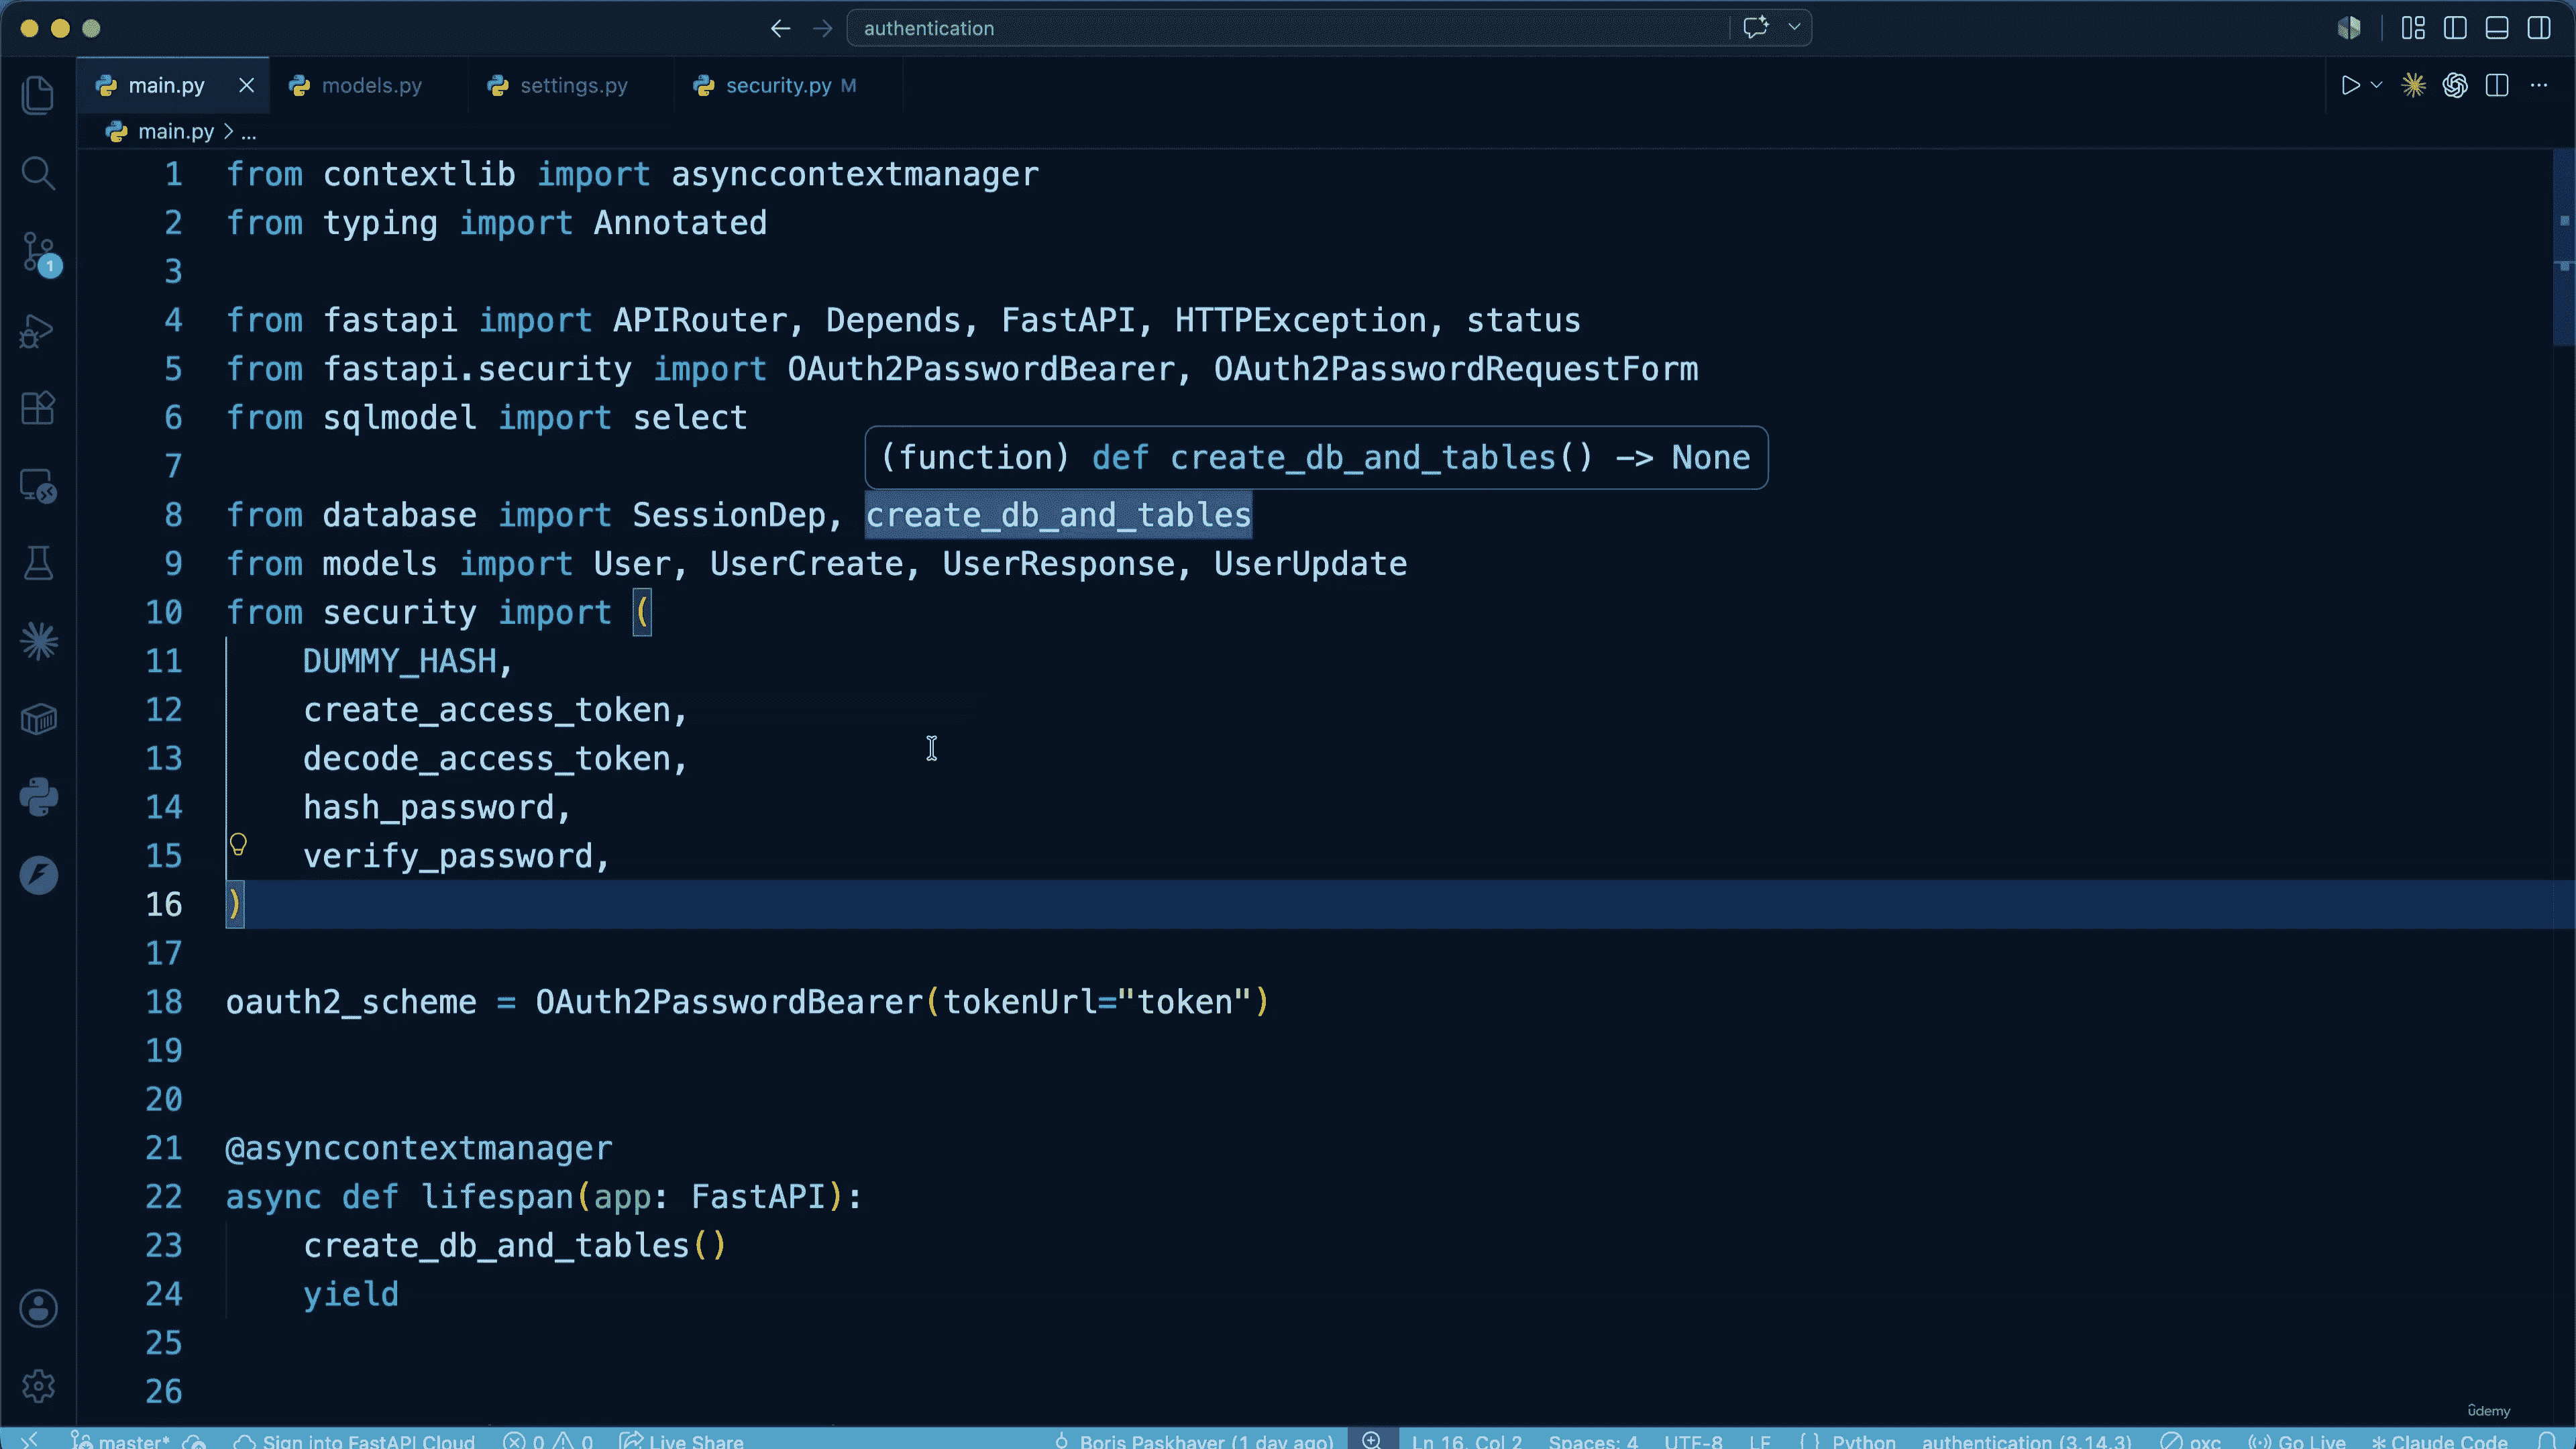 authentication
main.py models.py settings.py security.py M
main.py > ...
1 from contextlib import asynccontextmanager
2 from typing import Annotated
3
4 from fastapi import APIRouter, Depends, FastAPI, HTTPException, status
5 from fastapi.security import OAuth2PasswordBearer, OAuth2PasswordRequestForm
6 from sqlmodel import select
7
(function) def create_db_and_tables() -> None
8 from database import SessionDep, create_db_and_tables
9 from models import User, UserCreate, UserResponse, UserUpdate
10 from security import (
11     DUMMY_HASH,
12     create_access_token,
13     decode_access_token,
14     hash_password,
15     verify_password,
16 )
17
18 oauth2_scheme = OAuth2PasswordBearer(tokenUrl="token")
19
20
21 @asynccontextmanager
22 async def lifespan(app: FastAPI):
23     create_db_and_tables()
24     yield
25
26
1
udemy
master* Sign into FastAPI Cloud 0 0 Live Share Boris Paskhaver (1 day ago) Ln 16, Col 2 Spaces: 4 UTF-8 LF { } Python authentication (3.14.3) oxc Go Live Claude Code